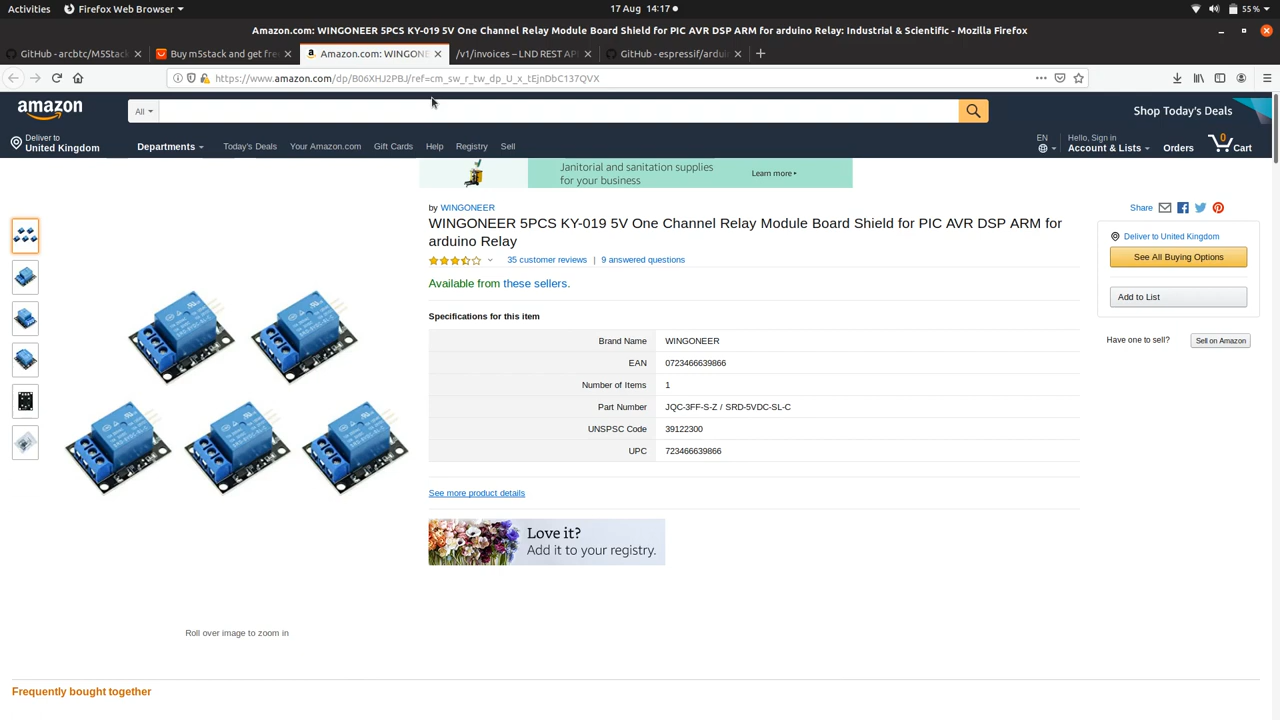 Activities
Firefox Web Browser
17 Aug 14:17
55 %
Amazon.com: WINGONEER 5PCS KY-019 5V One Channel Relay Module Board Shield for PIC AVR DSP ARM for arduino Relay: Industrial & Scientific - Mozilla Firefox
GitHub - arcbtc/M5Stack
Buy m5stack and get free
Amazon.com: WINGONE
/v1/invoices – LND REST AP
GitHub - espressif/ardui
https://www.amazon.com/dp/B06XHJ2PBJ/ref=cm_sw_r_tw_dp_U_x_tEjnDbC137QVX
amazon
All
Shop Today's Deals
Deliver to
United Kingdom
Departments
Today's Deals
Your Amazon.com
Gift Cards
Help
Registry
Sell
EN
Hello, Sign in
Account & Lists
Orders
0
Cart
Janitorial and sanitation supplies
for your business
Learn more
by WINGONEER
WINGONEER 5PCS KY-019 5V One Channel Relay Module Board Shield for PIC AVR DSP ARM for
arduino Relay
35 customer reviews | 9 answered questions
Available from these sellers.
Specifications for this item
Brand Name WINGONEER
EAN 0723466639866
Number of Items 1
Part Number JQC-3FF-S-Z / SRD-5VDC-SL-C
UNSPSC Code 39122300
UPC 723466639866
See more product details
Love it?
Add it to your registry.
Share
Deliver to United Kingdom
See All Buying Options
Add to List
Have one to sell?
Sell on Amazon
Roll over image to zoom in
Frequently bought together